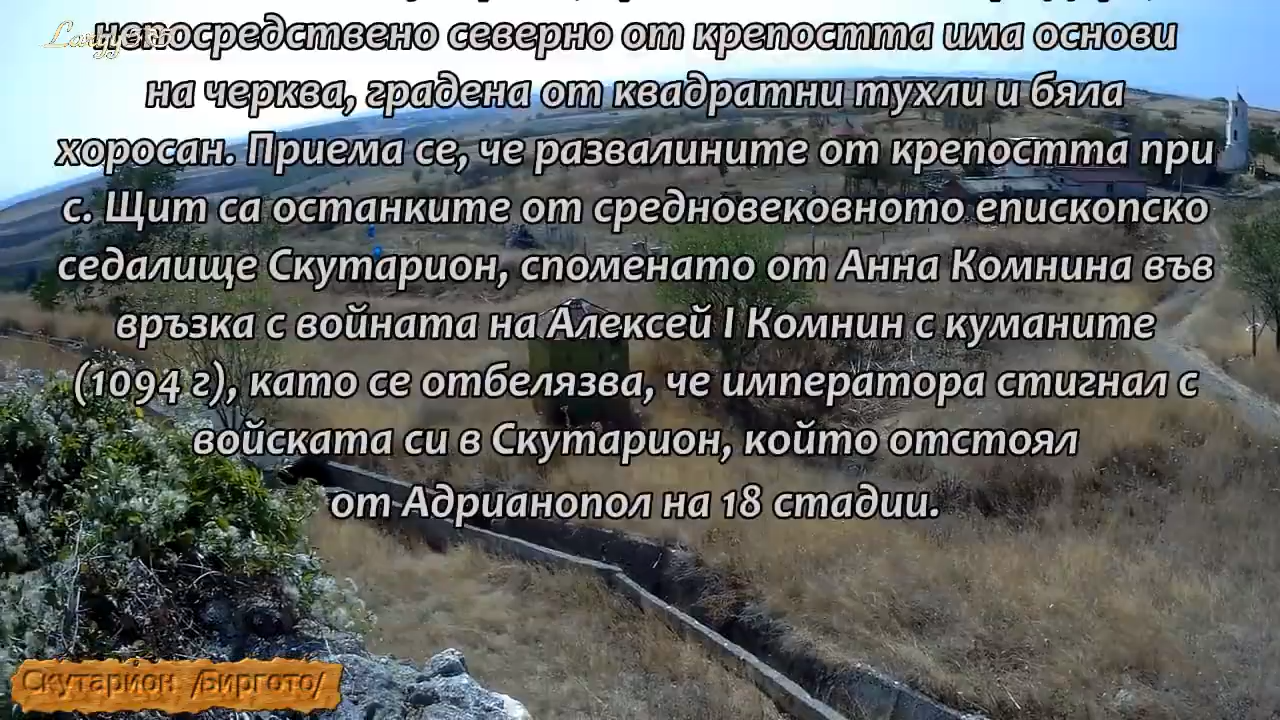 непосредствено северно от крепостта има основи
на черква, градена от квадратни тухли и бяла
хоросан. Приема се, че развалините от крепостта при
с. Щит са останките от средновековното епископско
седалище Скутарион, споменато от Анна Комнина във
връзка с войната на Алексей I Комнин с куманите
(1094 г), като се отбелязва, че императора стигнал с
войската си в Скутарион, който отстоял
от Адрианопол на 18 стадии.
Скутарион /Биргото/